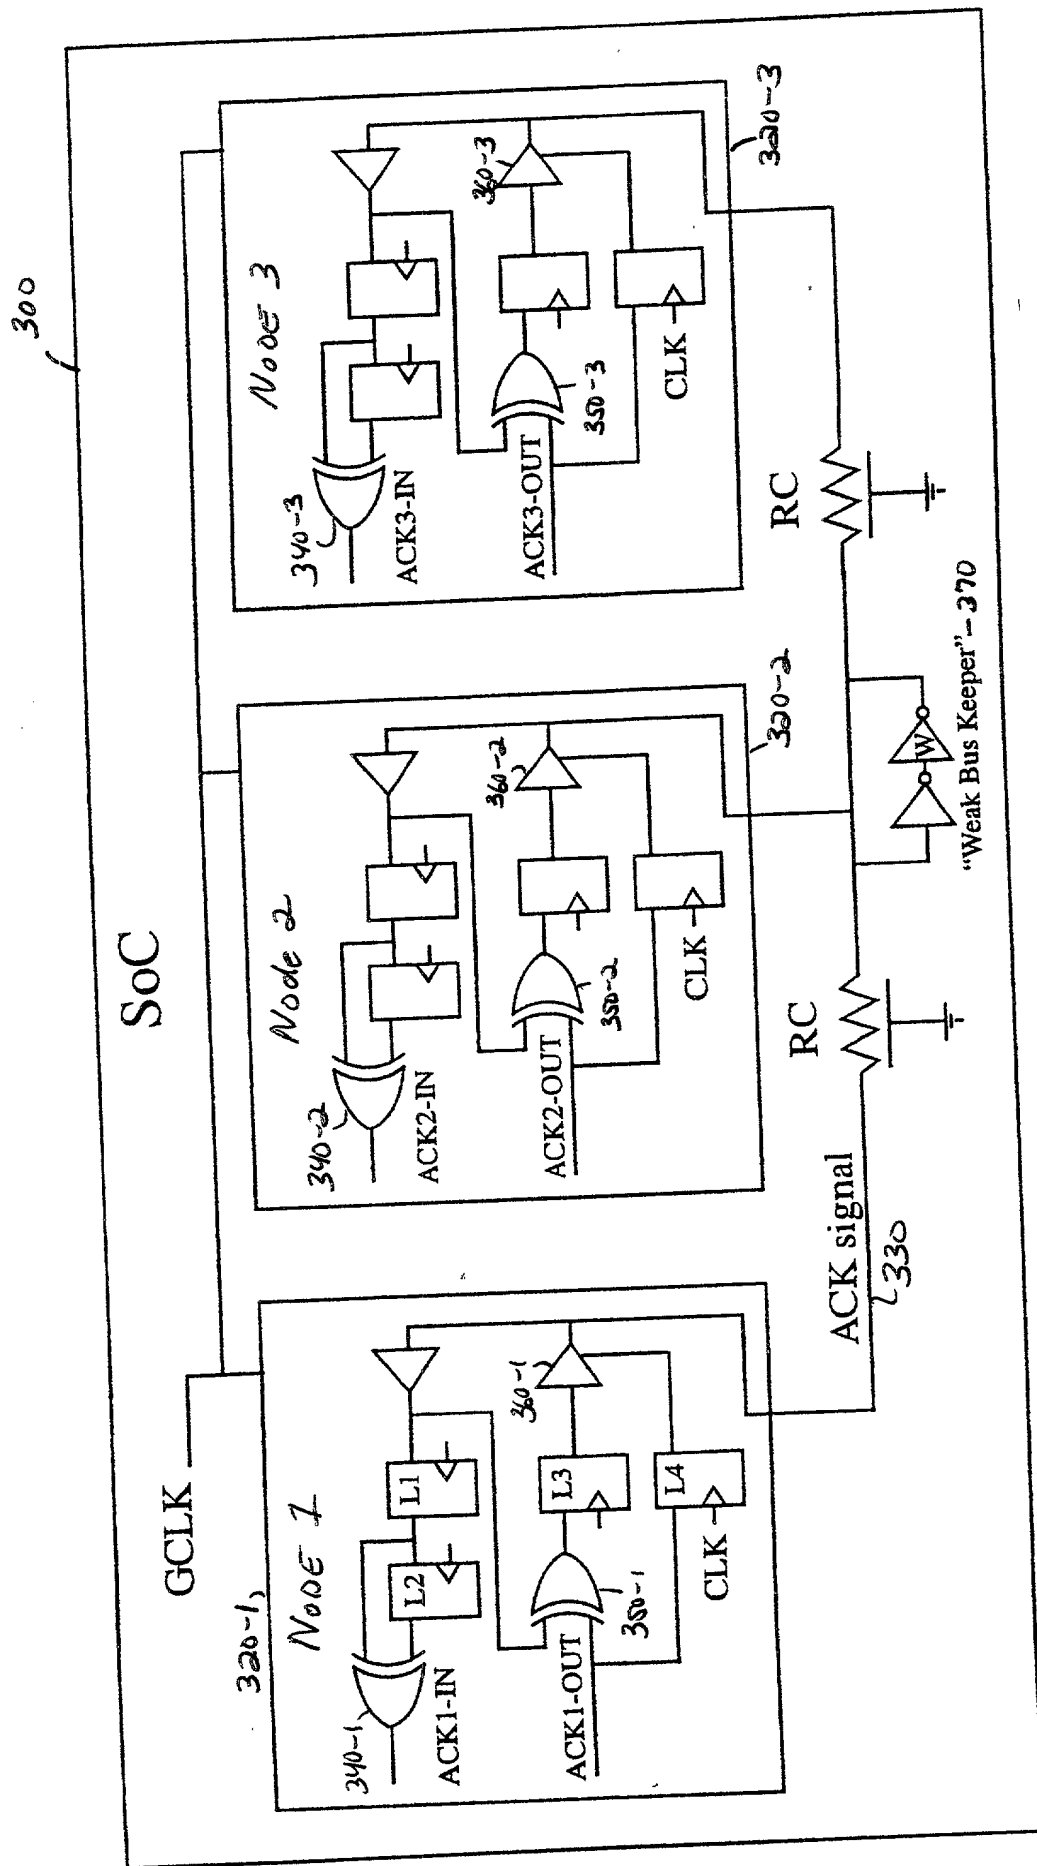 300
SoC
GCLK
320-1
NODE 1
340-1
ACK1-IN
L2
L1
ACK1-OUT
350-1
L3
360-1
CLK
L4
Node 2
340-2
ACK2-IN
ACK2-OUT
350-2
360-2
CLK
320-2
NODE 3
340-3
ACK3-IN
ACK3-OUT
350-3
360-3
CLK
320-3
ACK signal
330
RC
RC
W
"Weak Bus Keeper"-370